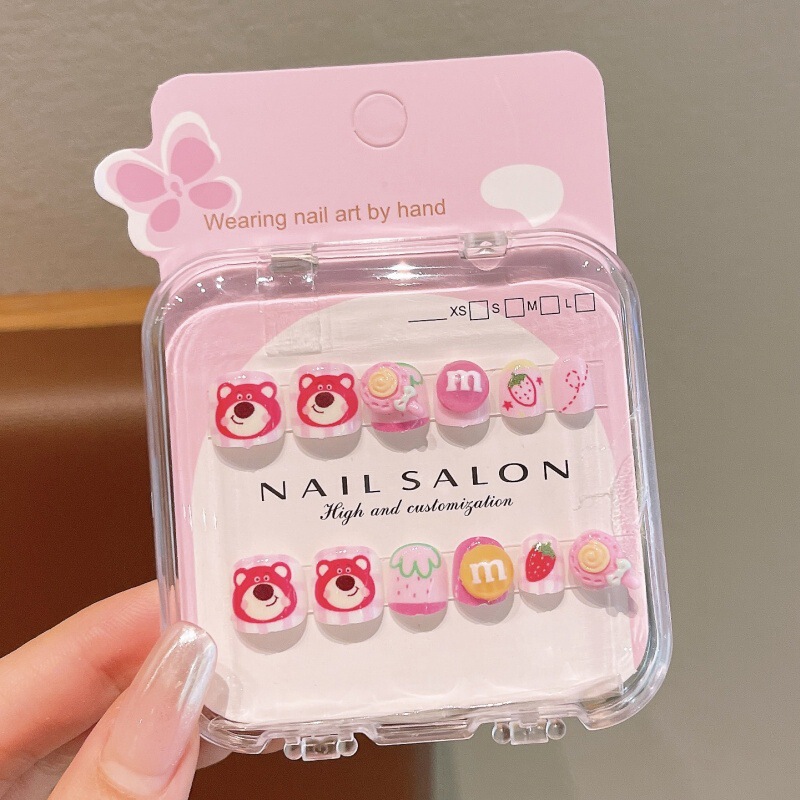 Wearing nail art by hand
XS S M L
m
NAIL SALON
High and customization
m